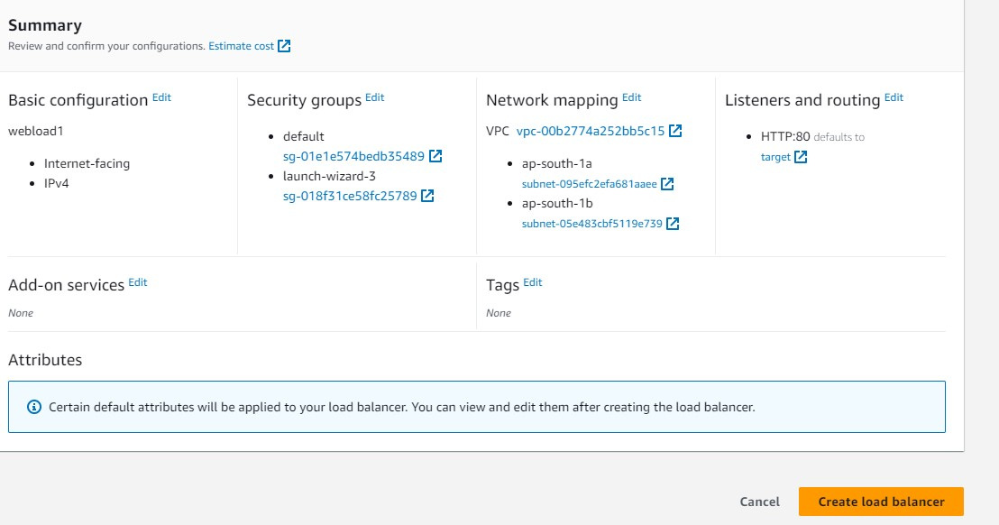 Summary
Review and confirm your configurations. Estimate cost
Basic configuration Edit
webload1
Internet-facing
IPv4
Security groups Edit
default
sg-01e1e574bedb35489
launch-wizard-3
sg-018f31ce58fc25789
Network mapping Edit
VPC vpc-00b2774a252bb5c15
ap-south-1a
subnet-095efc2efa681aaee
ap-south-1b
subnet-05e483cbf5119e739
Listeners and routing Edit
HTTP:80 defaults to
target
Add-on services Edit
None
Tags Edit
None
Attributes
Certain default attributes will be applied to your load balancer. You can view and edit them after creating the load balancer.
Cancel
Create load balancer